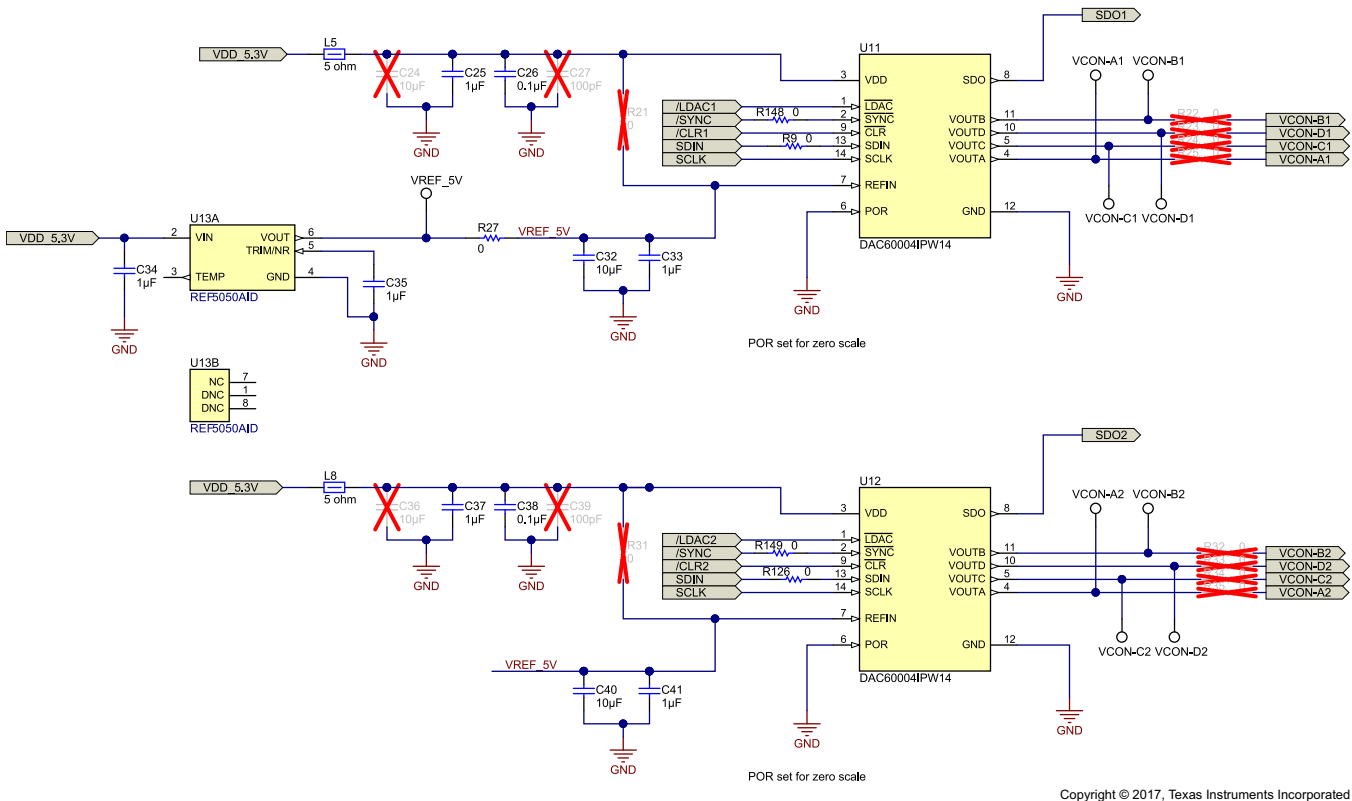 SDO1
VDD_5.3V
L5
5 ohm
C24
10µF
C25
1µF
C26
0.1µF
C27
100pF
R21
0
U11
3 VDD
SDO 8
/LDAC1
1 LDAC
/SYNC
R148 0
2 SYNC
/CLR1
9 CLR
SDIN
R9 0
13 SDIN
SCLK
14 SCLK
7 REFIN
6 POR
VOUTB 11
VOUTD 10
VOUTC 5
VOUTA 4
GND 12
DAC60004IPW14
VCON-A1 VCON-B1
R22 0
VCON-B1
VCON-D1
VCON-C1
VCON-A1
VCON-C1 VCON-D1
GND
GND
GND
GND
VREF_5V
VDD_5.3V
C34
1µF
GND
U13A
2 VIN
VOUT 6
TRIM/NR 5
3 TEMP
GND 4
REF5050AID
C35
1µF
GND
R27
0
VREF_5V
C32
10µF
C33
1µF
GND
POR set for zero scale
U13B
NC 7
DNC 1
DNC 8
REF5050AID
SDO2
VDD_5.3V
L8
5 ohm
C36
10µF
C37
1µF
C38
0.1µF
C39
100pF
R31
0
GND
GND
U12
3 VDD
SDO 8
/LDAC2
1 LDAC
/SYNC
R149 0
2 SYNC
/CLR2
9 CLR
SDIN
R126 0
13 SDIN
SCLK
14 SCLK
7 REFIN
6 POR
VOUTB 11
VOUTD 10
VOUTC 5
VOUTA 4
GND 12
DAC60004IPW14
VCON-A2 VCON-B2
R32 0
VCON-B2
VCON-D2
VCON-C2
VCON-A2
VCON-C2 VCON-D2
VREF_5V
C40
10µF
C41
1µF
GND
GND
GND
POR set for zero scale
Copyright © 2017, Texas Instruments Incorporated